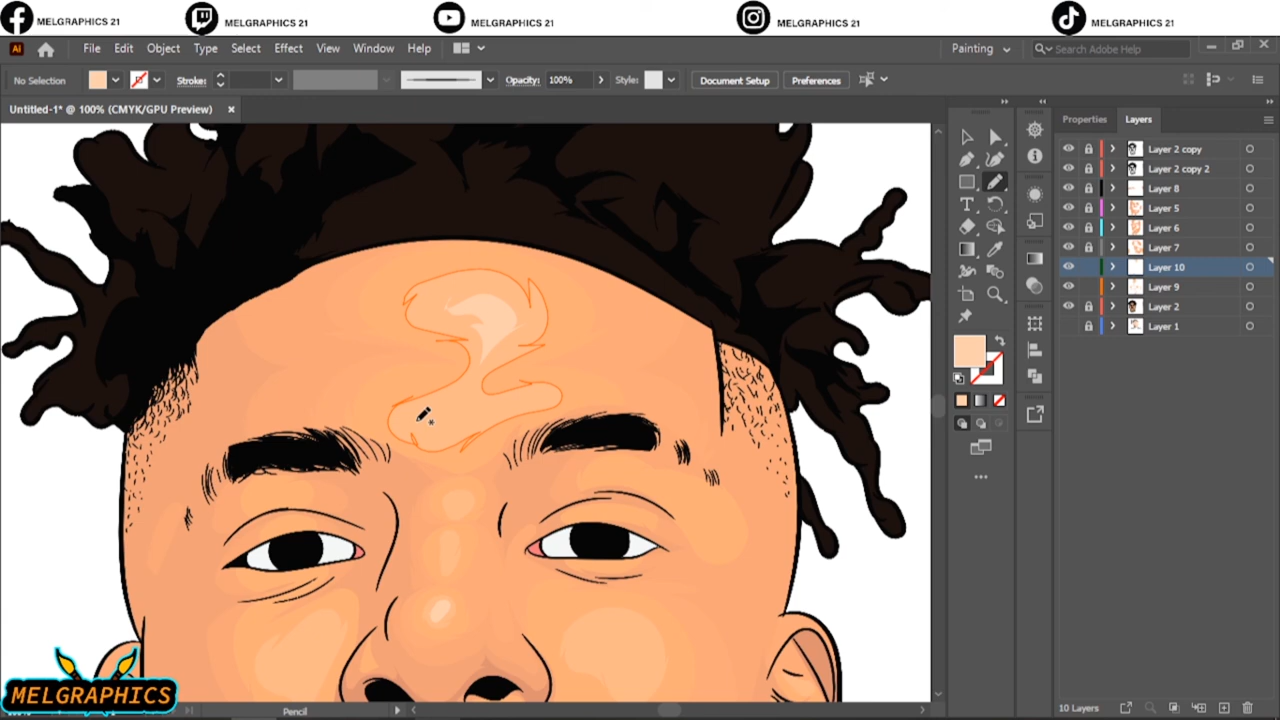 MELGRAPHICS 21
MELGRAPHICS 21
MELGRAPHICS 21
MELGRAPHICS 21
MELGRAPHICS 21
Ai File Edit Object Type Select Effect View Window Help Painting Search Adobe Help
No Selection Stroke: Opacity: 100% Style: Document Setup Preferences
Untitled-1* @ 100% (CMYK/GPU Preview) ×
Properties Layers
Layer 2 copy
Layer 2 copy 2
Layer 8
Layer 5
Layer 6
Layer 7
Layer 10
Layer 9
Layer 2
Layer 1
MELGRAPHICS
Pencil
10 Layers